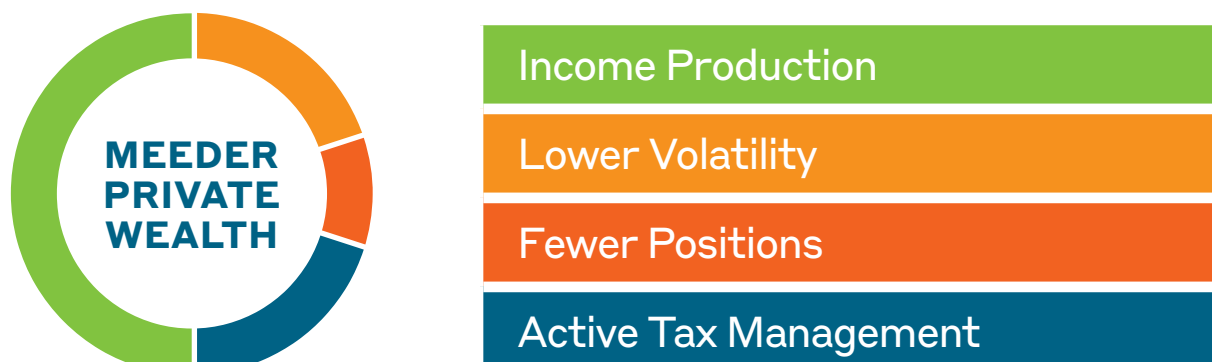 MEEDER
PRIVATE
WEALTH
Income Production
Lower Volatility
Fewer Positions
Active Tax Management